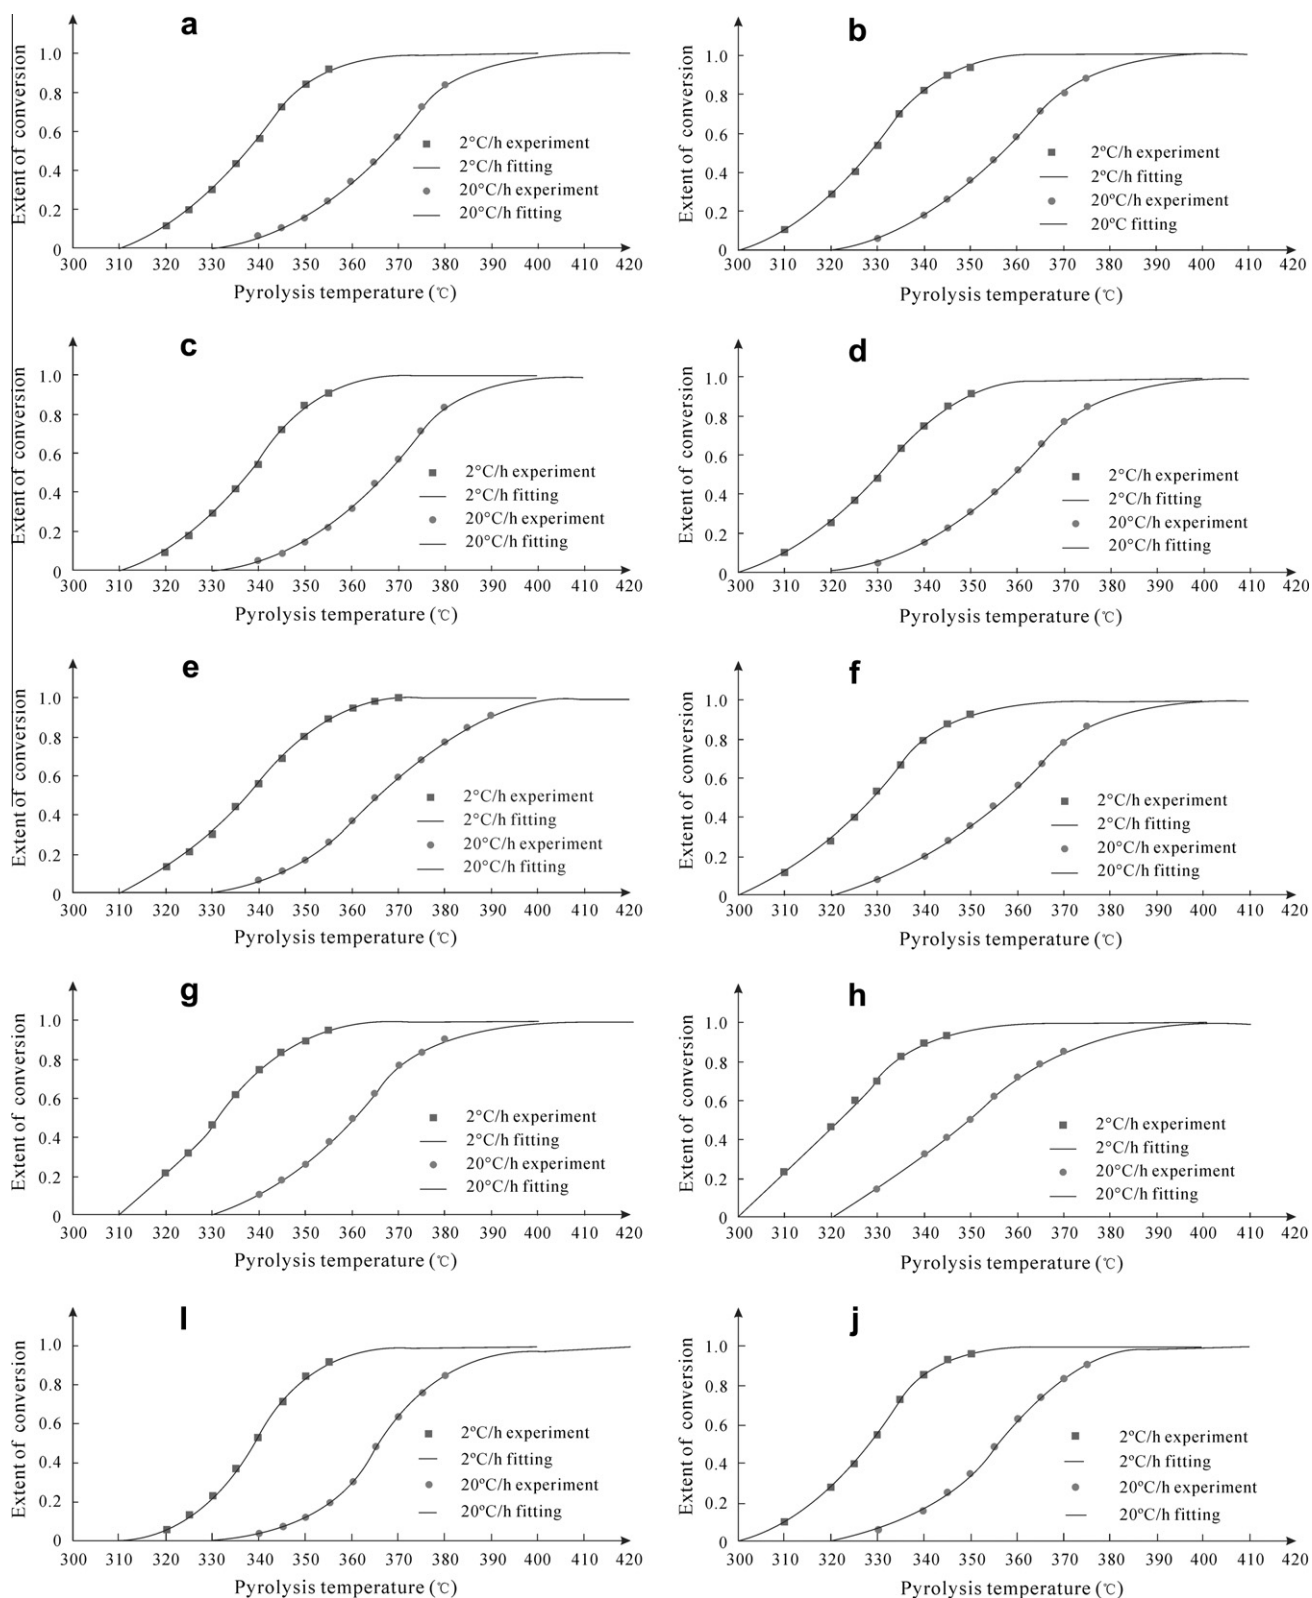 a
Extent of conversion
1.0
0.8
0.6
0.4
0.2
0
2°C/h experiment
2°C/h fitting
20°C/h experiment
20°C/h fitting
300 310 320 330 340 350 360 370 380 390 400 410 420
Pyrolysis temperature (℃)
b
Extent of conversion
1.0
0.8
0.6
0.4
0.2
0
2ºC/h experiment
2ºC/h fitting
20ºC/h experiment
20ºC fitting
300 310 320 330 340 350 360 370 380 390 400 410 420
Pyrolysis temperature (℃)
c
Extent of conversion
1.0
0.8
0.6
0.4
0.2
0
2°C/h experiment
2°C/h fitting
20°C/h experiment
20°C/h fitting
300 310 320 330 340 350 360 370 380 390 400 410 420
Pyrolysis temperature (℃)
d
Extent of conversion
1.0
0.8
0.6
0.4
0.2
0
2°C/h experiment
2°C/h fitting
20°C/h experiment
20°C/h fitting
300 310 320 330 340 350 360 370 380 390 400 410 420
Pyrolysis temperature (℃)
e
Extent of conversion
1.0
0.8
0.6
0.4
0.2
0
2°C/h experiment
2°C/h fitting
20°C/h experiment
20°C/h fitting
300 310 320 330 340 350 360 370 380 390 400 410 420
Pyrolysis temperature (℃)
f
Extent of conversion
1.0
0.8
0.6
0.4
0.2
0
2°C/h experiment
2°C/h fitting
20°C/h experiment
20°C/h fitting
300 310 320 330 340 350 360 370 380 390 400 410 420
Pyrolysis temperature (℃)
g
Extent of conversion
1.0
0.8
0.6
0.4
0.2
0
2°C/h experiment
2°C/h fitting
20°C/h experiment
20°C/h fitting
300 310 320 330 340 350 360 370 380 390 400 410 420
Pyrolysis temperature (℃)
h
Extent of conversion
1.0
0.8
0.6
0.4
0.2
0
2°C/h experiment
2°C/h fitting
20°C/h experiment
20°C/h fitting
300 310 320 330 340 350 360 370 380 390 400 410 420
Pyrolysis temperature (℃)
I
Extent of conversion
1.0
0.8
0.6
0.4
0.2
0
2ºC/h experiment
2ºC/h fitting
20ºC/h experiment
20ºC/h fitting
300 310 320 330 340 350 360 370 380 390 400 410 420
Pyrolysis temperature (℃)
j
Extent of conversion
1.0
0.8
0.6
0.4
0.2
0
2ºC/h experiment
2ºC/h fitting
20ºC/h experiment
20ºC/h fitting
300 310 320 330 340 350 360 370 380 390 400 410 420
Pyrolysis temperature (℃)